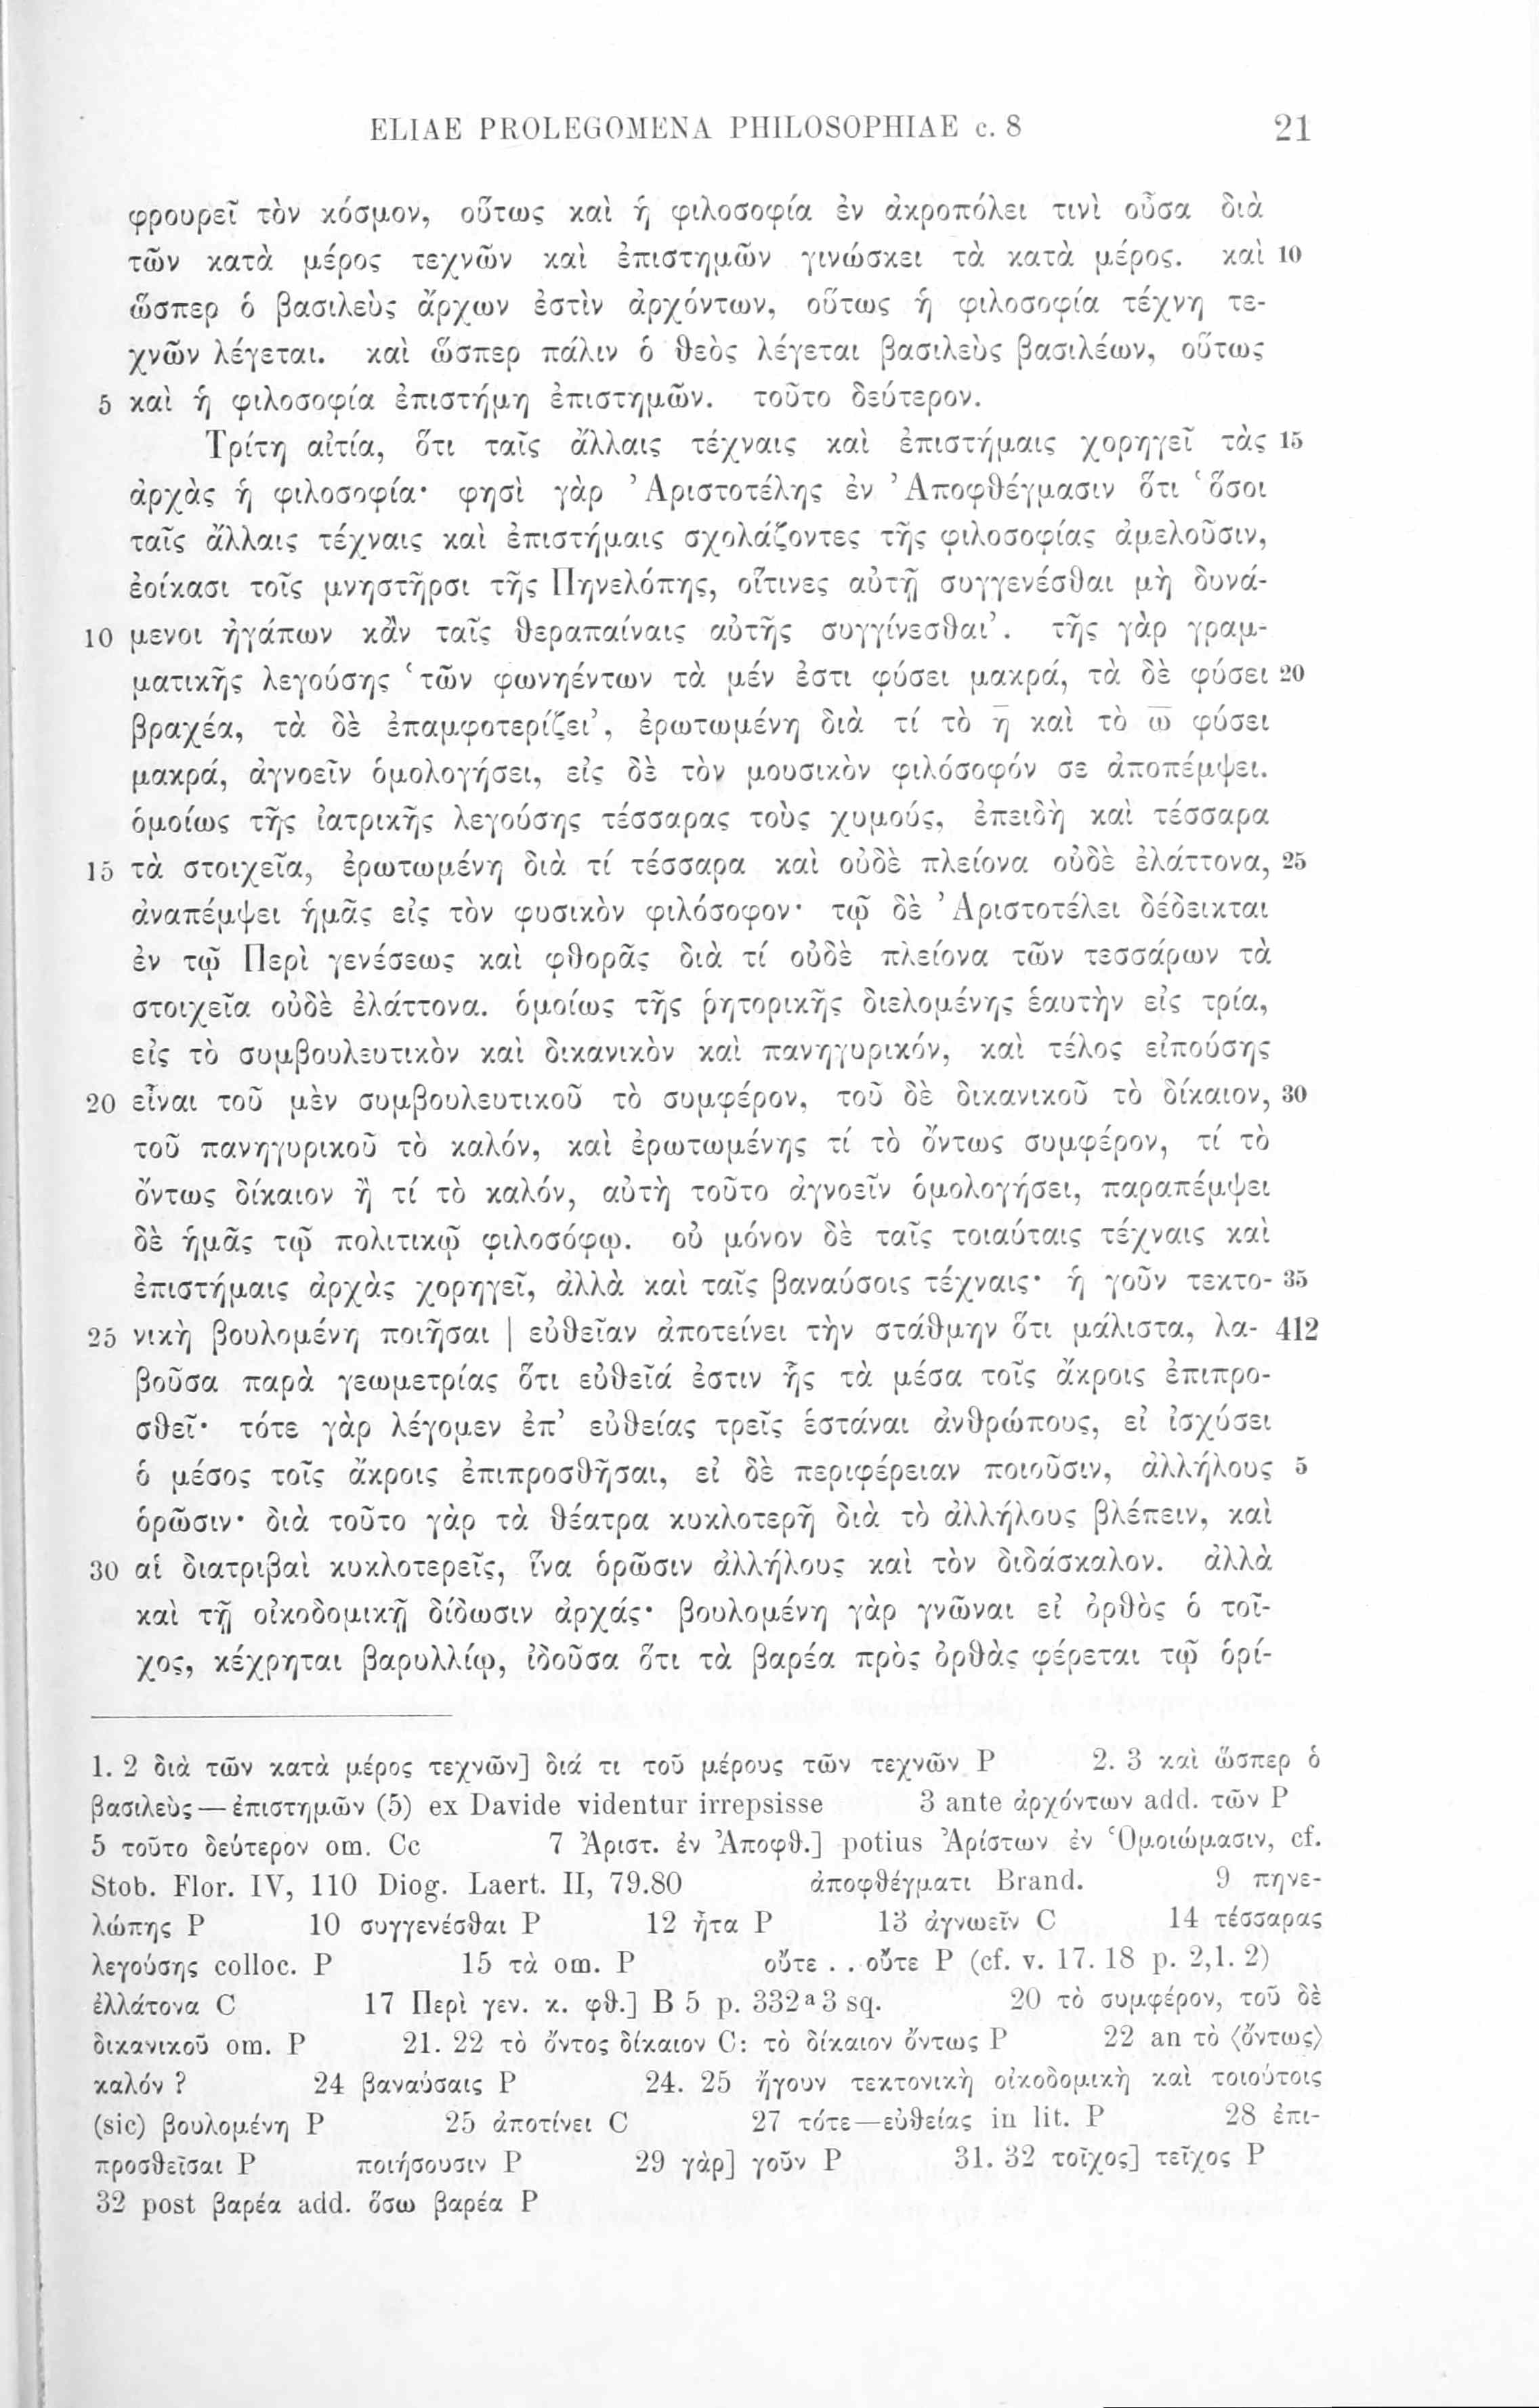 ELIAE PROLEGOMENA PHILOSOPHIAE c. 8 21
φρουρεῖ τὸν κόσμον, οὕτως καὶ ἡ φιλοσοφία ἐν ἀκροπόλει τινὶ οὖσα διὰ
τῶν κατὰ μέρος τεχνῶν καὶ ἐπιστημῶν γινώσκει τὰ κατὰ μέρος. καὶ 10
ὥσπερ ὁ βασιλεὺς ἄρχων ἐστὶν ἀρχόντων, οὕτως ἡ φιλοσοφία τέχνη τε-
χνῶν λέγεται. καὶ ὥσπερ πάλιν ὁ θεὸς λέγεται βασιλεὺς βασιλέων, οὕτως
5 καὶ ἡ φιλοσοφία ἐπιστήμη ἐπιστημῶν. τοῦτο δεύτερον.
Τρίτη αἰτία, ὅτι ταῖς ἄλλαις τέχναις καὶ ἐπιστήμαις χορηγεῖ τὰς 15
ἀρχὰς ἡ φιλοσοφία· φησὶ γὰρ Ἀριστοτέλης ἐν Ἀποφθέγμασιν ὅτι ‘ὅσοι
ταῖς ἄλλαις τέχναις καὶ ἐπιστήμαις σχολάζοντες τῆς φιλοσοφίας ἀμελοῦσιν,
ἐοίκασι τοῖς μνηστῆρσι τῆς Πηνελόπης, οἵτινες αὐτῇ συγγενέσθαι μὴ δυνά-
10 μενοι ἠγάπων κἂν ταῖς θεραπαίναις αὐτῆς συγγίνεσθαι’. τῆς γὰρ γραμ-
ματικῆς λεγούσης ‘τῶν φωνηέντων τὰ μέν ἐστι φύσει μακρά, τὰ δὲ φύσει 20
βραχέα, τὰ δὲ ἐπαμφοτερίζει’, ἐρωτωμένη διὰ τί τὸ η̄ καὶ τὸ ω̄ φύσει
μακρά, ἀγνοεῖν ὁμολογήσει, εἰς δὲ τὸν μουσικὸν φιλόσοφόν σε ἀποπέμψει.
ὁμοίως τῆς ἰατρικῆς λεγούσης τέσσαρας τοὺς χυμούς, ἐπειδὴ καὶ τέσσαρα
15 τὰ στοιχεῖα, ἐρωτωμένη διὰ τί τέσσαρα καὶ οὐδὲ πλείονα οὐδὲ ἐλάττονα, 25
ἀναπέμψει ἡμᾶς εἰς τὸν φυσικὸν φιλόσοφον· τῷ δὲ Ἀριστοτέλει δέδεικται
ἐν τῷ Περὶ γενέσεως καὶ φθορᾶς διὰ τί οὐδὲ πλείονα τῶν τεσσάρων τὰ
στοιχεῖα οὐδὲ ἐλάττονα. ὁμοίως τῆς ῥητορικῆς διελομένης ἑαυτὴν εἰς τρία,
εἰς τὸ συμβουλευτικὸν καὶ δικανικὸν καὶ πανηγυρικόν, καὶ τέλος εἰπούσης
20 εἶναι τοῦ μὲν συμβουλευτικοῦ τὸ συμφέρον, τοῦ δὲ δικανικοῦ τὸ δίκαιον, 30
τοῦ πανηγυρικοῦ τὸ καλόν, καὶ ἐρωτωμένης τί τὸ ὄντως συμφέρον, τί τὸ
ὄντως δίκαιον ἢ τί τὸ καλόν, αὐτὴ τοῦτο ἀγνοεῖν ὁμολογήσει, παραπέμψει
δὲ ἡμᾶς τῷ πολιτικῷ φιλοσόφῳ. οὐ μόνον δὲ ταῖς τοιαύταις τέχναις καὶ
ἐπιστήμαις ἀρχὰς χορηγεῖ, ἀλλὰ καὶ ταῖς βαναύσοις τέχναις· ἡ γοῦν τεκτο- 35
25 νικὴ βουλομένη ποιῆσαι | εὐθεῖαν ἀποτείνει τὴν στάθμην ὅτι μάλιστα, λα- 412
βοῦσα παρὰ γεωμετρίας ὅτι εὐθεῖά ἐστιν ἧς τὰ μέσα τοῖς ἄκροις ἐπιπρο-
σθεῖ· τότε γὰρ λέγομεν ἐπ’ εὐθείας τρεῖς ἑστάναι ἀνθρώπους, εἰ ἰσχύσει
ὁ μέσος τοῖς ἄκροις ἐπιπροσθῆσαι, εἰ δὲ περιφέρειαν ποιοῦσιν, ἀλλήλους 5
ὁρῶσιν· διὰ τοῦτο γὰρ τὰ θέατρα κυκλοτερῆ διὰ τὸ ἀλλήλους βλέπειν, καὶ
30 αἱ διατριβαὶ κυκλοτερεῖς, ἵνα ὁρῶσιν ἀλλήλους καὶ τὸν διδάσκαλον. ἀλλὰ
καὶ τῇ οἰκοδομικῇ δίδωσιν ἀρχάς· βουλομένη γὰρ γνῶναι εἰ ὀρθὸς ὁ τοῖ-
χος, κέχρηται βαρυλλίῳ, ἰδοῦσα ὅτι τὰ βαρέα πρὸς ὀρθὰς φέρεται τῷ ὁρί-
1. 2 διὰ τῶν κατὰ μέρος τεχνῶν] διά τι τοῦ μέρους τῶν τεχνῶν P 2. 3 καὶ ὥσπερ ὁ
βασιλεὺς — ἐπιστημῶν (5) ex Davide videntur irrepsisse 3 ante ἀρχόντων add. τῶν P
5 τοῦτο δεύτερον om. Cc 7 Ἀριστ. ἐν Ἀποφθ.] potius Ἀρίστων ἐν Ὁμοιώμασιν, cf.
Stob. Flor. IV, 110 Diog. Laert. II, 79.80 ἀποφθέγματι Brand. 9 πηνε-
λώπης P 10 συγγενέσθαι P 12 ἦτα P 13 ἀγνωεῖν C 14 τέσσαρας
λεγούσης colloc. P 15 τὰ om. P οὔτε . . οὔτε P (cf. v. 17. 18 p. 2,1. 2)
ἐλλάτονα C 17 Περὶ γεν. κ. φθ.] B 5 p. 332ᵃ3 sq. 20 τὸ συμφέρον, τοῦ δὲ
δικανικοῦ om. P 21. 22 τὸ ὄντος δίκαιον C: τὸ δίκαιον ὄντως P 22 an τὸ ⟨ὄντως⟩
καλόν ? 24 βαναύσαις P 24. 25 ἤγουν τεκτονικὴ οἰκοδομικὴ καὶ τοιούτοις
(sic) βουλομένη P 25 ἀποτίνει C 27 τότε—εὐθείας in lit. P 28 ἐπι-
προσθεῖσαι P ποιήσουσιν P 29 γὰρ] γοῦν P 31. 32 τοῖχος] τεῖχος P
32 post βαρέα add. ὅσω βαρέα P